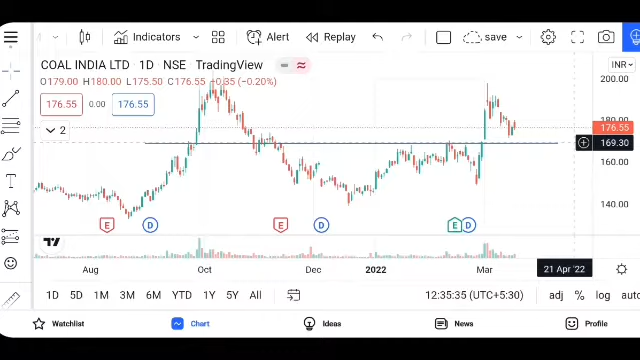 Indicators Alert Replay save INR
COAL INDIA LTD · 1D · NSE TradingView
O179.00 H180.00 L175.50 C176.55 +0.35 (−0.20%)
176.55 0.00 176.55
2
200.00
180.00
176.55
169.30
160.00
140.00
E D E D E D
Aug Oct Dec 2022 Mar 21 Apr '22
1D 5D 1M 3M 6M YTD 1Y 5Y All 12:35:35 (UTC+5:30) adj % log auto
Watchlist Chart Ideas News Profile